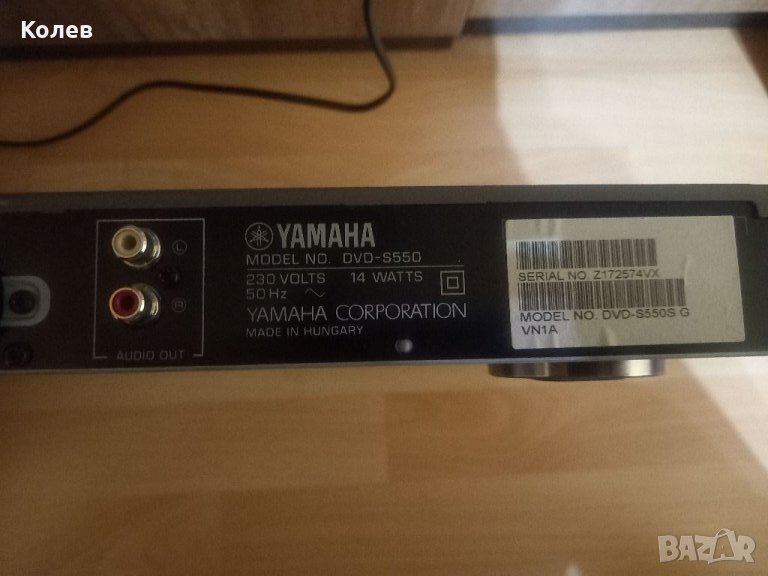 Колев
YAMAHA
MODEL NO. DVD-S550
230 VOLTS 14 WATTS
50 Hz ~
YAMAHA CORPORATION
MADE IN HUNGARY
L
R
AUDIO OUT
SERIAL NO. Z172574VX
MODEL NO. DVD-S550S G
VN1A
BAZAR